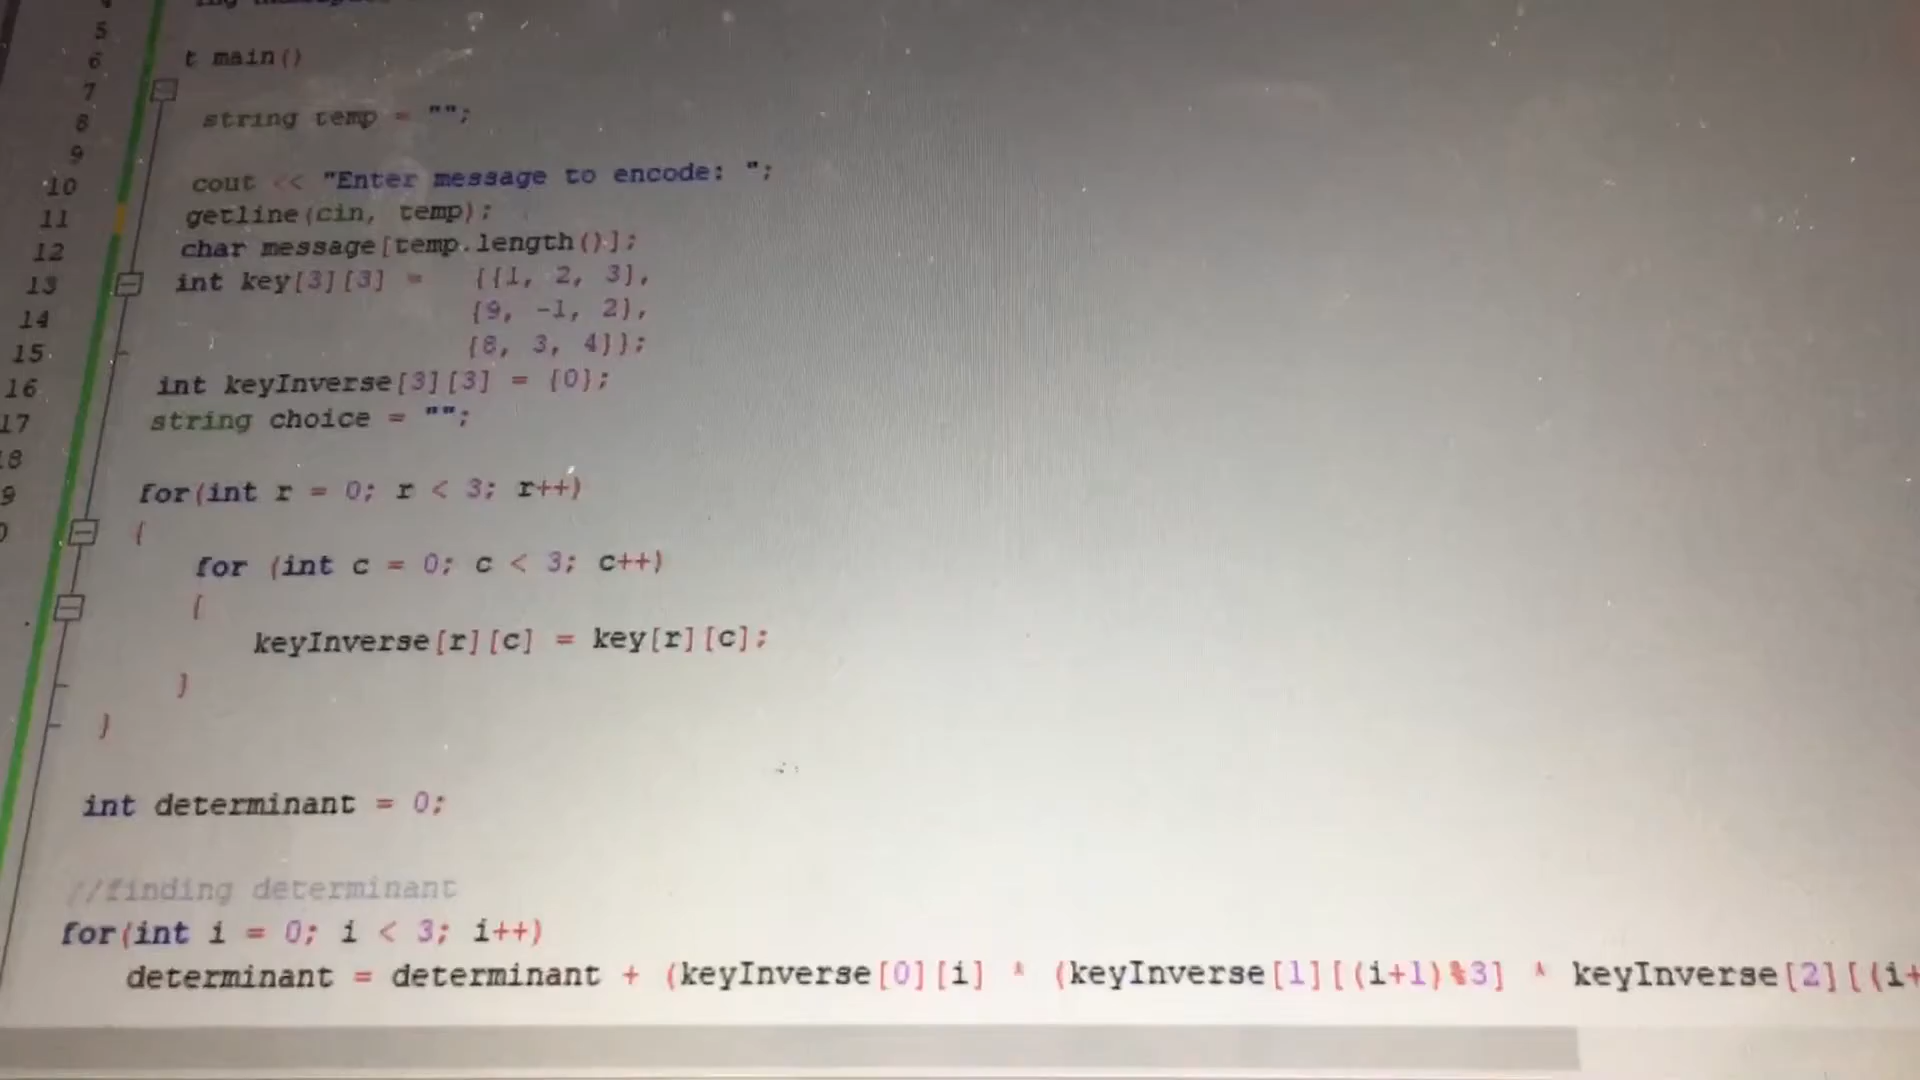 5
6 t main()
7
8 string temp = "";
9
10 cout << "Enter message to encode: ";
11 getline(cin, temp);
12 char message[temp.length()];
13 int key[3][3] = {{1, 2, 3},
14 {9, -1, 2},
15 {8, 3, 4}};
16 int keyInverse[3][3] = {0};
17 string choice = "";
8
9 for(int r = 0; r < 3; r++)
{
for (int c = 0; c < 3; c++)
{
keyInverse[r][c] = key[r][c];
}
}
int determinant = 0;
//finding determinant
for(int i = 0; i < 3; i++)
determinant = determinant + (keyInverse[0][i] * (keyInverse[1][(i+1)%3] * keyInverse[2][(i+